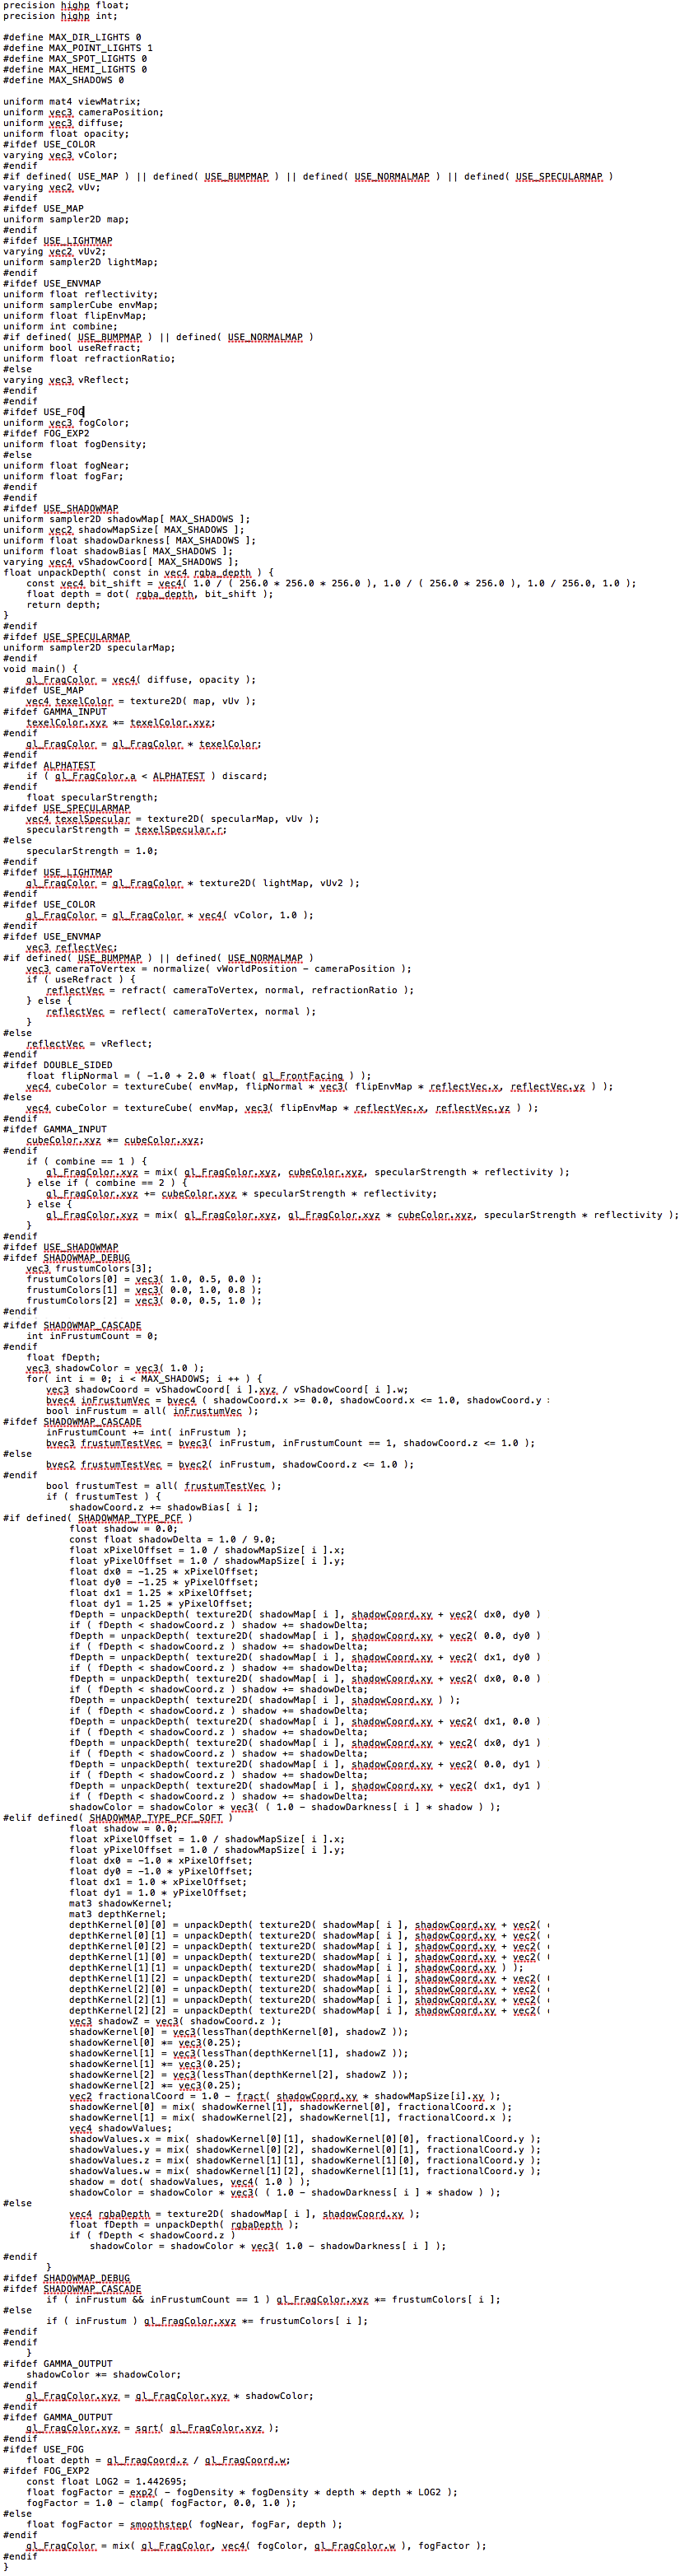 precision highp float;
precision highp int;

#define MAX_DIR_LIGHTS 0
#define MAX_POINT_LIGHTS 1
#define MAX_SPOT_LIGHTS 0
#define MAX_HEMI_LIGHTS 0
#define MAX_SHADOWS 0

uniform mat4 viewMatrix;
uniform vec3 cameraPosition;
uniform vec3 diffuse;
uniform float opacity;
#ifdef USE_COLOR
varying vec3 vColor;
#endif
#if defined( USE_MAP ) || defined( USE_BUMPMAP ) || defined( USE_NORMALMAP ) || defined( USE_SPECULARMAP )
varying vec2 vUv;
#endif
#ifdef USE_MAP
uniform sampler2D map;
#endif
#ifdef USE_LIGHTMAP
varying vec2 vUv2;
uniform sampler2D lightMap;
#endif
#ifdef USE_ENVMAP
uniform float reflectivity;
uniform samplerCube envMap;
uniform float flipEnvMap;
uniform int combine;
#if defined( USE_BUMPMAP ) || defined( USE_NORMALMAP )
uniform bool useRefract;
uniform float refractionRatio;
#else
varying vec3 vReflect;
#endif
#endif
#ifdef USE_FOG
uniform vec3 fogColor;
#ifdef FOG_EXP2
uniform float fogDensity;
#else
uniform float fogNear;
uniform float fogFar;
#endif
#endif
#ifdef USE_SHADOWMAP
uniform sampler2D shadowMap[ MAX_SHADOWS ];
uniform vec2 shadowMapSize[ MAX_SHADOWS ];
uniform float shadowDarkness[ MAX_SHADOWS ];
uniform float shadowBias[ MAX_SHADOWS ];
varying vec4 vShadowCoord[ MAX_SHADOWS ];
float unpackDepth( const in vec4 rgba_depth ) {
const vec4 bit_shift = vec4( 1.0 / ( 256.0 * 256.0 * 256.0 ), 1.0 / ( 256.0 * 256.0 ), 1.0 / 256.0, 1.0 );
float depth = dot( rgba_depth, bit_shift );
return depth;
}
#endif
#ifdef USE_SPECULARMAP
uniform sampler2D specularMap;
#endif
void main() {
gl_FragColor = vec4( diffuse, opacity );
#ifdef USE_MAP
vec4 texelColor = texture2D( map, vUv );
#ifdef GAMMA_INPUT
texelColor.xyz *= texelColor.xyz;
#endif
gl_FragColor = gl_FragColor * texelColor;
#endif
#ifdef ALPHATEST
if ( gl_FragColor.a < ALPHATEST ) discard;
#endif
float specularStrength;
#ifdef USE_SPECULARMAP
vec4 texelSpecular = texture2D( specularMap, vUv );
specularStrength = texelSpecular.r;
#else
specularStrength = 1.0;
#endif
#ifdef USE_LIGHTMAP
gl_FragColor = gl_FragColor * texture2D( lightMap, vUv2 );
#endif
#ifdef USE_COLOR
gl_FragColor = gl_FragColor * vec4( vColor, 1.0 );
#endif
#ifdef USE_ENVMAP
vec3 reflectVec;
#if defined( USE_BUMPMAP ) || defined( USE_NORMALMAP )
vec3 cameraToVertex = normalize( vWorldPosition - cameraPosition );
if ( useRefract ) {
reflectVec = refract( cameraToVertex, normal, refractionRatio );
} else {
reflectVec = reflect( cameraToVertex, normal );
}
#else
reflectVec = vReflect;
#endif
#ifdef DOUBLE_SIDED
float flipNormal = ( -1.0 + 2.0 * float( gl_FrontFacing ) );
vec4 cubeColor = textureCube( envMap, flipNormal * vec3( flipEnvMap * reflectVec.x, reflectVec.yz ) );
#else
vec4 cubeColor = textureCube( envMap, vec3( flipEnvMap * reflectVec.x, reflectVec.yz ) );
#endif
#ifdef GAMMA_INPUT
cubeColor.xyz *= cubeColor.xyz;
#endif
if ( combine == 1 ) {
gl_FragColor.xyz = mix( gl_FragColor.xyz, cubeColor.xyz, specularStrength * reflectivity );
} else if ( combine == 2 ) {
gl_FragColor.xyz += cubeColor.xyz * specularStrength * reflectivity;
} else {
gl_FragColor.xyz = mix( gl_FragColor.xyz, gl_FragColor.xyz * cubeColor.xyz, specularStrength * reflectivity );
}
#endif
#ifdef USE_SHADOWMAP
#ifdef SHADOWMAP_DEBUG
vec3 frustumColors[3];
frustumColors[0] = vec3( 1.0, 0.5, 0.0 );
frustumColors[1] = vec3( 0.0, 1.0, 0.8 );
frustumColors[2] = vec3( 0.0, 0.5, 1.0 );
#endif
#ifdef SHADOWMAP_CASCADE
int inFrustumCount = 0;
#endif
float fDepth;
vec3 shadowColor = vec3( 1.0 );
for( int i = 0; i < MAX_SHADOWS; i ++ ) {
vec3 shadowCoord = vShadowCoord[ i ].xyz / vShadowCoord[ i ].w;
bvec4 inFrustumVec = bvec4 ( shadowCoord.x >= 0.0, shadowCoord.x <= 1.0, shadowCoord.y
bool inFrustum = all( inFrustumVec );
#ifdef SHADOWMAP_CASCADE
inFrustumCount += int( inFrustum );
bvec3 frustumTestVec = bvec3( inFrustum, inFrustumCount == 1, shadowCoord.z <= 1.0 );
#else
bvec2 frustumTestVec = bvec2( inFrustum, shadowCoord.z <= 1.0 );
#endif
bool frustumTest = all( frustumTestVec );
if ( frustumTest ) {
shadowCoord.z += shadowBias[ i ];
#if defined( SHADOWMAP_TYPE_PCF )
float shadow = 0.0;
const float shadowDelta = 1.0 / 9.0;
float xPixelOffset = 1.0 / shadowMapSize[ i ].x;
float yPixelOffset = 1.0 / shadowMapSize[ i ].y;
float dx0 = -1.25 * xPixelOffset;
float dy0 = -1.25 * yPixelOffset;
float dx1 = 1.25 * xPixelOffset;
float dy1 = 1.25 * yPixelOffset;
fDepth = unpackDepth( texture2D( shadowMap[ i ], shadowCoord.xy + vec2( dx0, dy0 )
if ( fDepth < shadowCoord.z ) shadow += shadowDelta;
fDepth = unpackDepth( texture2D( shadowMap[ i ], shadowCoord.xy + vec2( 0.0, dy0 )
if ( fDepth < shadowCoord.z ) shadow += shadowDelta;
fDepth = unpackDepth( texture2D( shadowMap[ i ], shadowCoord.xy + vec2( dx1, dy0 )
if ( fDepth < shadowCoord.z ) shadow += shadowDelta;
fDepth = unpackDepth( texture2D( shadowMap[ i ], shadowCoord.xy + vec2( dx0, 0.0 )
if ( fDepth < shadowCoord.z ) shadow += shadowDelta;
fDepth = unpackDepth( texture2D( shadowMap[ i ], shadowCoord.xy ) );
if ( fDepth < shadowCoord.z ) shadow += shadowDelta;
fDepth = unpackDepth( texture2D( shadowMap[ i ], shadowCoord.xy + vec2( dx1, 0.0 )
if ( fDepth < shadowCoord.z ) shadow += shadowDelta;
fDepth = unpackDepth( texture2D( shadowMap[ i ], shadowCoord.xy + vec2( dx0, dy1 )
if ( fDepth < shadowCoord.z ) shadow += shadowDelta;
fDepth = unpackDepth( texture2D( shadowMap[ i ], shadowCoord.xy + vec2( 0.0, dy1 )
if ( fDepth < shadowCoord.z ) shadow += shadowDelta;
fDepth = unpackDepth( texture2D( shadowMap[ i ], shadowCoord.xy + vec2( dx1, dy1 )
if ( fDepth < shadowCoord.z ) shadow += shadowDelta;
shadowColor = shadowColor * vec3( ( 1.0 - shadowDarkness[ i ] * shadow ) );
#elif defined( SHADOWMAP_TYPE_PCF_SOFT )
float shadow = 0.0;
float xPixelOffset = 1.0 / shadowMapSize[ i ].x;
float yPixelOffset = 1.0 / shadowMapSize[ i ].y;
float dx0 = -1.0 * xPixelOffset;
float dy0 = -1.0 * yPixelOffset;
float dx1 = 1.0 * xPixelOffset;
float dy1 = 1.0 * yPixelOffset;
mat3 shadowKernel;
mat3 depthKernel;
depthKernel[0][0] = unpackDepth( texture2D( shadowMap[ i ], shadowCoord.xy + vec2(
depthKernel[0][1] = unpackDepth( texture2D( shadowMap[ i ], shadowCoord.xy + vec2(
depthKernel[0][2] = unpackDepth( texture2D( shadowMap[ i ], shadowCoord.xy + vec2(
depthKernel[1][0] = unpackDepth( texture2D( shadowMap[ i ], shadowCoord.xy + vec2(
depthKernel[1][1] = unpackDepth( texture2D( shadowMap[ i ], shadowCoord.xy ) );
depthKernel[1][2] = unpackDepth( texture2D( shadowMap[ i ], shadowCoord.xy + vec2(
depthKernel[2][0] = unpackDepth( texture2D( shadowMap[ i ], shadowCoord.xy + vec2(
depthKernel[2][1] = unpackDepth( texture2D( shadowMap[ i ], shadowCoord.xy + vec2(
depthKernel[2][2] = unpackDepth( texture2D( shadowMap[ i ], shadowCoord.xy + vec2(
vec3 shadowZ = vec3( shadowCoord.z );
shadowKernel[0] = vec3(lessThan(depthKernel[0], shadowZ ));
shadowKernel[0] *= vec3(0.25);
shadowKernel[1] = vec3(lessThan(depthKernel[1], shadowZ ));
shadowKernel[1] *= vec3(0.25);
shadowKernel[2] = vec3(lessThan(depthKernel[2], shadowZ ));
shadowKernel[2] *= vec3(0.25);
vec2 fractionalCoord = 1.0 - fract( shadowCoord.xy * shadowMapSize[i].xy );
shadowKernel[0] = mix( shadowKernel[1], shadowKernel[0], fractionalCoord.x );
shadowKernel[1] = mix( shadowKernel[2], shadowKernel[1], fractionalCoord.x );
vec4 shadowValues;
shadowValues.x = mix( shadowKernel[0][1], shadowKernel[0][0], fractionalCoord.y );
shadowValues.y = mix( shadowKernel[0][2], shadowKernel[0][1], fractionalCoord.y );
shadowValues.z = mix( shadowKernel[1][1], shadowKernel[1][0], fractionalCoord.y );
shadowValues.w = mix( shadowKernel[1][2], shadowKernel[1][1], fractionalCoord.y );
shadow = dot( shadowValues, vec4( 1.0 ) );
shadowColor = shadowColor * vec3( ( 1.0 - shadowDarkness[ i ] * shadow ) );
#else
vec4 rgbaDepth = texture2D( shadowMap[ i ], shadowCoord.xy );
float fDepth = unpackDepth( rgbaDepth );
if ( fDepth < shadowCoord.z )
shadowColor = shadowColor * vec3( 1.0 - shadowDarkness[ i ] );
#endif
}
#ifdef SHADOWMAP_DEBUG
#ifdef SHADOWMAP_CASCADE
if ( inFrustum && inFrustumCount == 1 ) gl_FragColor.xyz *= frustumColors[ i ];
#else
if ( inFrustum ) gl_FragColor.xyz *= frustumColors[ i ];
#endif
#endif
}
#ifdef GAMMA_OUTPUT
shadowColor *= shadowColor;
#endif
gl_FragColor.xyz = gl_FragColor.xyz * shadowColor;
#endif
#ifdef GAMMA_OUTPUT
gl_FragColor.xyz = sqrt( gl_FragColor.xyz );
#endif
#ifdef USE_FOG
float depth = gl_FragCoord.z / gl_FragCoord.w;
#ifdef FOG_EXP2
const float LOG2 = 1.442695;
float fogFactor = exp2( - fogDensity * fogDensity * depth * depth * LOG2 );
fogFactor = 1.0 - clamp( fogFactor, 0.0, 1.0 );
#else
float fogFactor = smoothstep( fogNear, fogFar, depth );
#endif
gl_FragColor = mix( gl_FragColor, vec4( fogColor, gl_FragColor.w ), fogFactor );
#endif
}